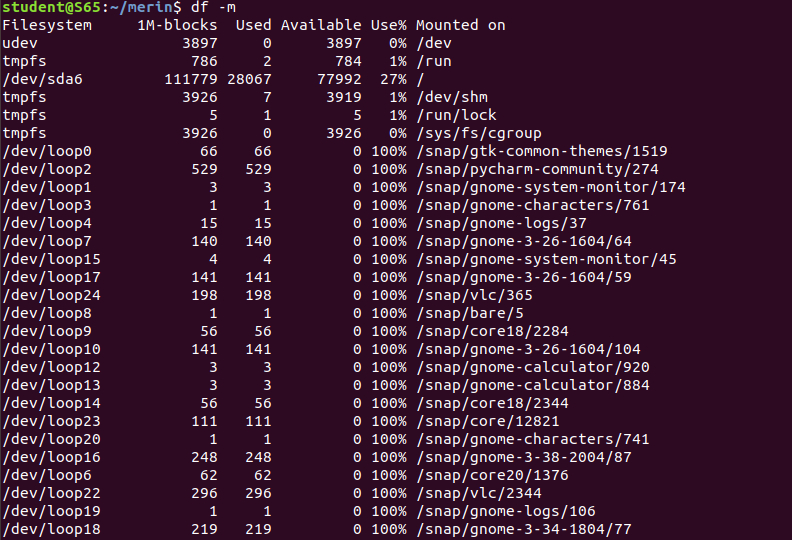 student@S65:~/merin$ df -m
Filesystem     1M-blocks  Used Available Use% Mounted on
udev                3897     0      3897   0% /dev
tmpfs                786     2       784   1% /run
/dev/sda6         111779 28067     77992  27% /
tmpfs               3926     7      3919   1% /dev/shm
tmpfs                  5     1         5   1% /run/lock
tmpfs               3926     0      3926   0% /sys/fs/cgroup
/dev/loop0            66    66         0 100% /snap/gtk-common-themes/1519
/dev/loop2           529   529         0 100% /snap/pycharm-community/274
/dev/loop1             3     3         0 100% /snap/gnome-system-monitor/174
/dev/loop3             1     1         0 100% /snap/gnome-characters/761
/dev/loop4            15    15         0 100% /snap/gnome-logs/37
/dev/loop7           140   140         0 100% /snap/gnome-3-26-1604/64
/dev/loop15            4     4         0 100% /snap/gnome-system-monitor/45
/dev/loop17          141   141         0 100% /snap/gnome-3-26-1604/59
/dev/loop24          198   198         0 100% /snap/vlc/365
/dev/loop8             1     1         0 100% /snap/bare/5
/dev/loop9            56    56         0 100% /snap/core18/2284
/dev/loop10          141   141         0 100% /snap/gnome-3-26-1604/104
/dev/loop12            3     3         0 100% /snap/gnome-calculator/920
/dev/loop13            3     3         0 100% /snap/gnome-calculator/884
/dev/loop14           56    56         0 100% /snap/core18/2344
/dev/loop23          111   111         0 100% /snap/core/12821
/dev/loop20            1     1         0 100% /snap/gnome-characters/741
/dev/loop16          248   248         0 100% /snap/gnome-3-38-2004/87
/dev/loop6            62    62         0 100% /snap/core20/1376
/dev/loop22          296   296         0 100% /snap/vlc/2344
/dev/loop19            1     1         0 100% /snap/gnome-logs/106
/dev/loop18          219   219         0 100% /snap/gnome-3-34-1804/77